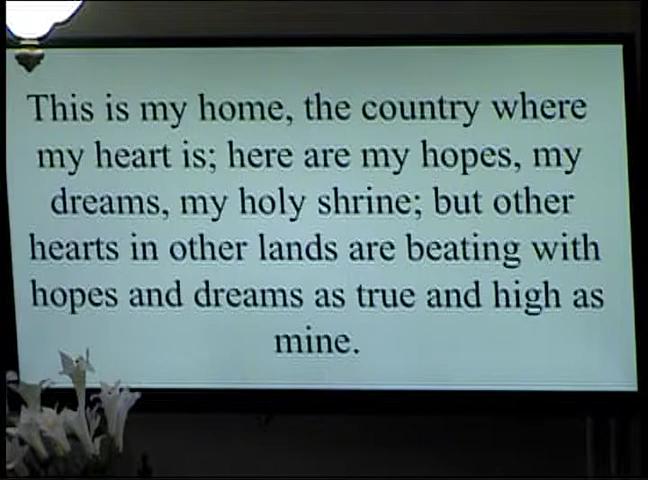 This is my home, the country where
my heart is; here are my hopes, my
dreams, my holy shrine; but other
hearts in other lands are beating with
hopes and dreams as true and high as
mine.